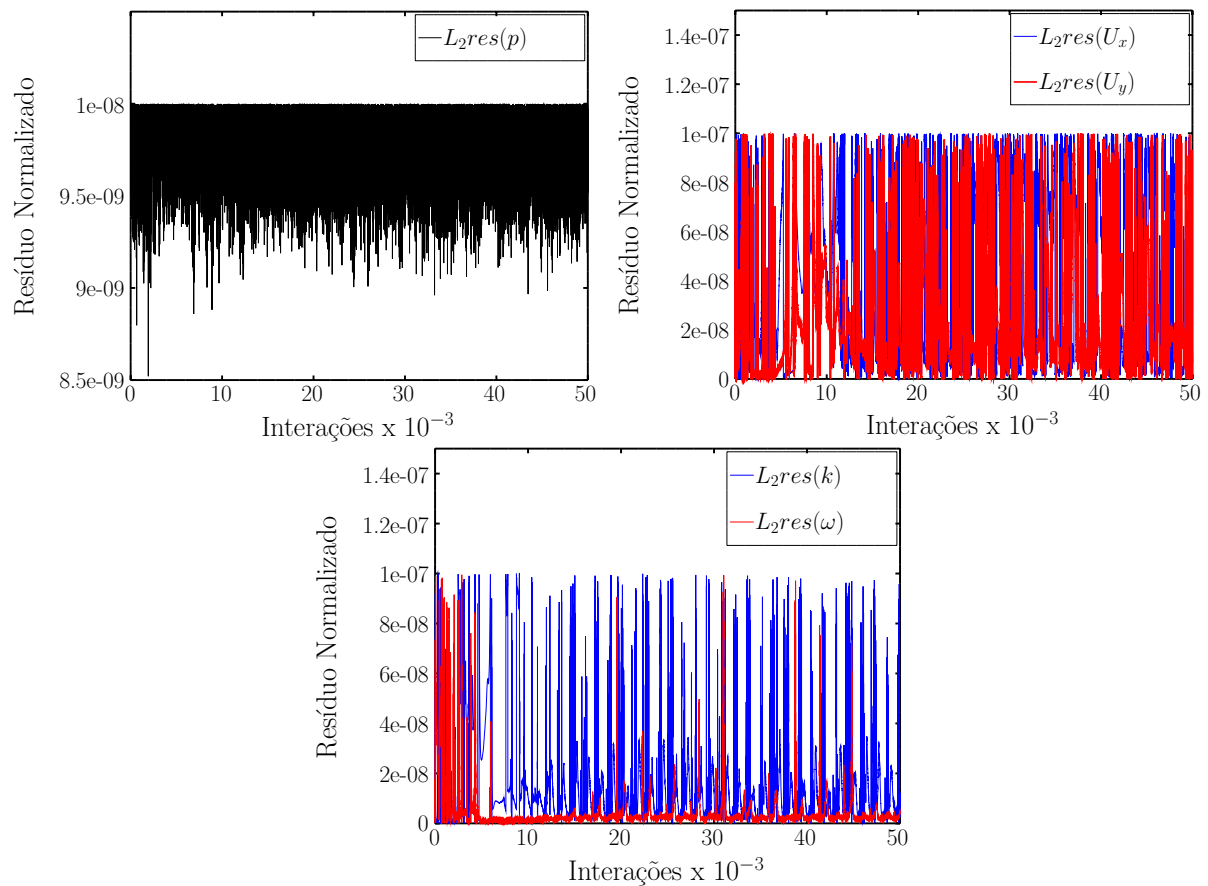 L₂res(p)
Resíduo Normalizado
1e-08
9.5e-09
9e-09
8.5e-09
0 10 20 30 40 50
Interações x 10⁻³
L₂res(Uₓ)
L₂res(U_y)
Resíduo Normalizado
1.4e-07
1.2e-07
1e-07
8e-08
6e-08
4e-08
2e-08
0
0 10 20 30 40 50
Interações x 10⁻³
L₂res(k)
L₂res(ω)
Resíduo Normalizado
1.4e-07
1.2e-07
1e-07
8e-08
6e-08
4e-08
2e-08
0
0 10 20 30 40 50
Interações x 10⁻³